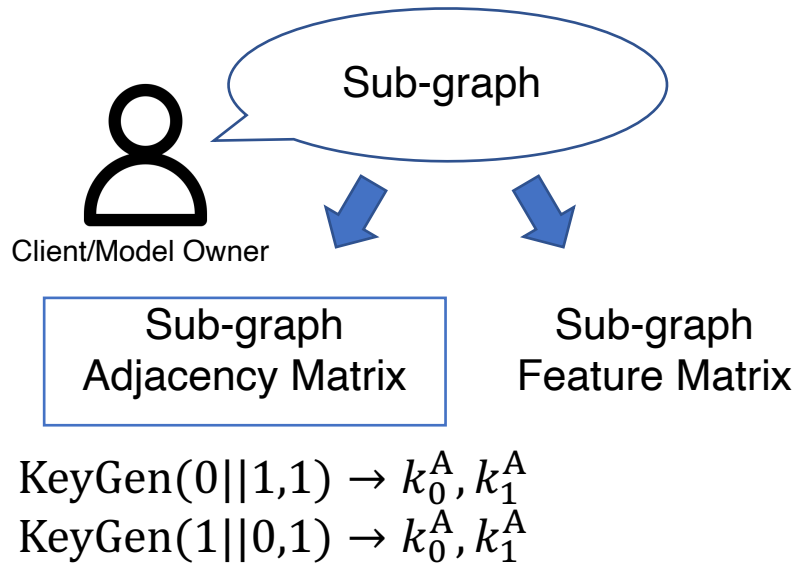 Sub-graph
Client/Model Owner
Sub-graph
Adjacency Matrix
Sub-graph
Feature Matrix
KeyGen(0||1,1) → k₀ᴬ, k₁ᴬ
KeyGen(1||0,1) → k₀ᴬ, k₁ᴬ